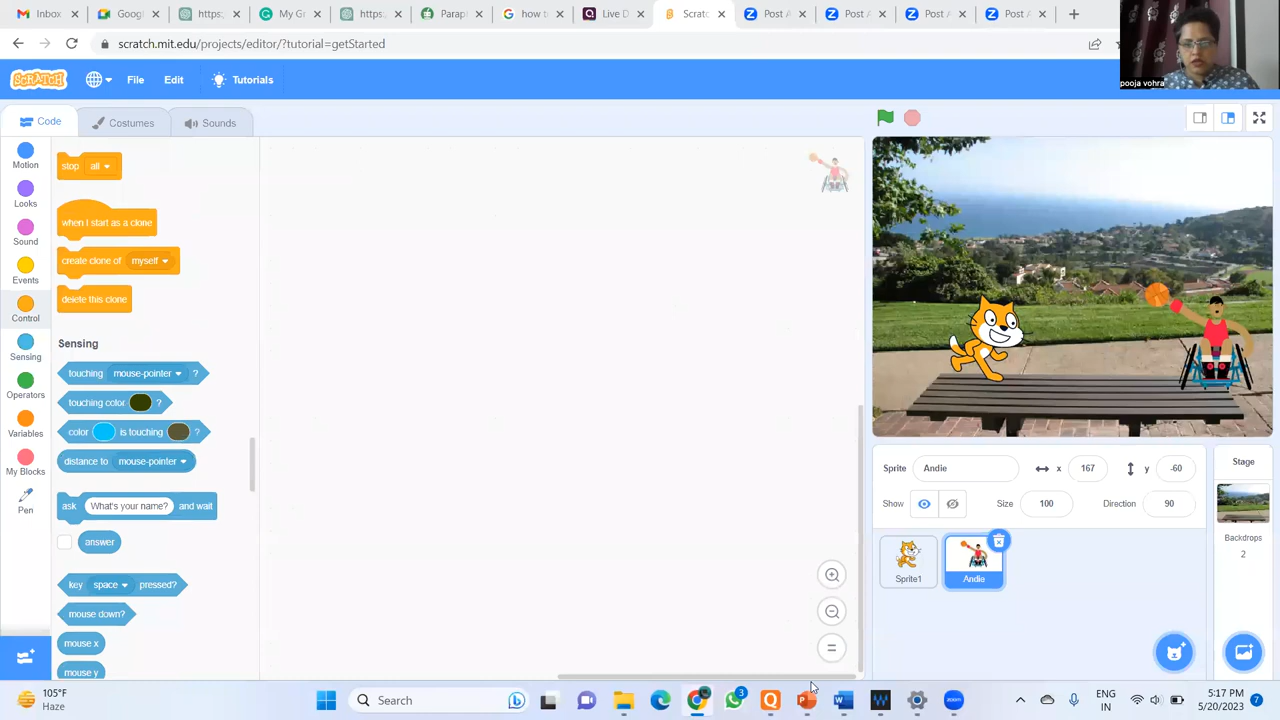 Inbox
Googl
https:
My Gr
https:
Parap
how t
Live D
Scratc
Post A
Post A
Post A
Post A
scratch.mit.edu/projects/editor/?tutorial=getStarted
pooja vohra
SCRATCH
File
Edit
Tutorials
Code
Costumes
Sounds
Motion
Looks
Sound
Events
Control
Sensing
Operators
Variables
My Blocks
Pen
stop all
when I start as a clone
create clone of myself
delete this clone
Sensing
touching mouse-pointer ?
touching color ?
color is touching ?
distance to mouse-pointer
ask What's your name? and wait
answer
key space pressed?
mouse down?
mouse x
mouse y
Sprite Andie x 167 y -60
Show Size 100 Direction 90
Sprite1
Andie
Stage
Backdrops
2
105°F
Haze
Search
3
ENG
IN
5:17 PM
5/20/2023
7